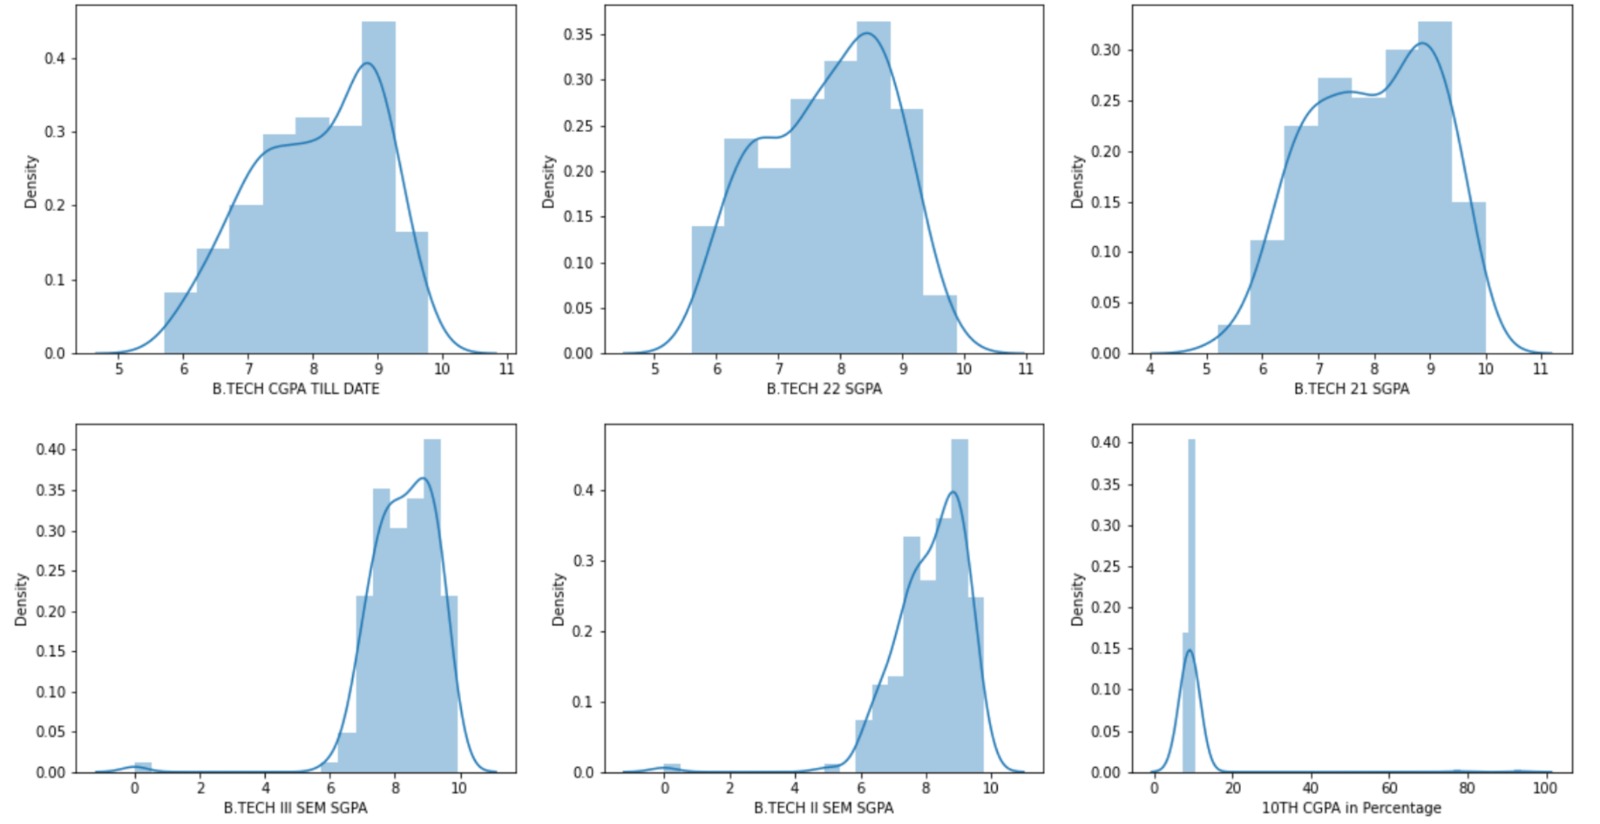 0.4
0.3
0.2
0.1
0.0
Density
5 6 7 8 9 10 11
B.TECH CGPA TILL DATE
0.35
0.30
0.25
0.20
0.15
0.10
0.05
0.00
Density
5 6 7 8 9 10 11
B.TECH 22 SGPA
0.30
0.25
0.20
0.15
0.10
0.05
0.00
Density
4 5 6 7 8 9 10 11
B.TECH 21 SGPA
0.40
0.35
0.30
0.25
0.20
0.15
0.10
0.05
0.00
Density
0 2 4 6 8 10
B.TECH III SEM SGPA
0.4
0.3
0.2
0.1
0.0
Density
0 2 4 6 8 10
B.TECH II SEM SGPA
0.40
0.35
0.30
0.25
0.20
0.15
0.10
0.05
0.00
Density
0 20 40 60 80 100
10TH CGPA in Percentage